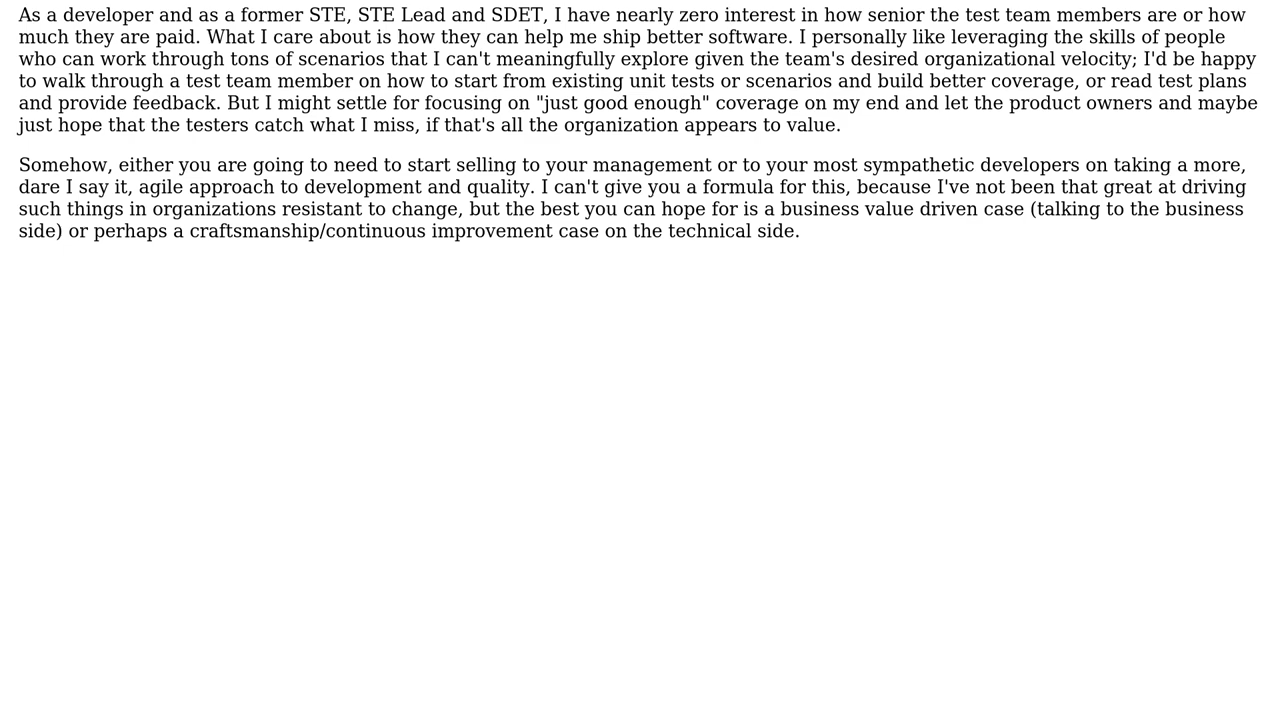 As a developer and as a former STE, STE Lead and SDET, I have nearly zero interest in how senior the test team members are or how
much they are paid. What I care about is how they can help me ship better software. I personally like leveraging the skills of people
who can work through tons of scenarios that I can't meaningfully explore given the team's desired organizational velocity; I'd be happy
to walk through a test team member on how to start from existing unit tests or scenarios and build better coverage, or read test plans
and provide feedback. But I might settle for focusing on "just good enough" coverage on my end and let the product owners and maybe
just hope that the testers catch what I miss, if that's all the organization appears to value.
Somehow, either you are going to need to start selling to your management or to your most sympathetic developers on taking a more,
dare I say it, agile approach to development and quality. I can't give you a formula for this, because I've not been that great at driving
such things in organizations resistant to change, but the best you can hope for is a business value driven case (talking to the business
side) or perhaps a craftsmanship/continuous improvement case on the technical side.